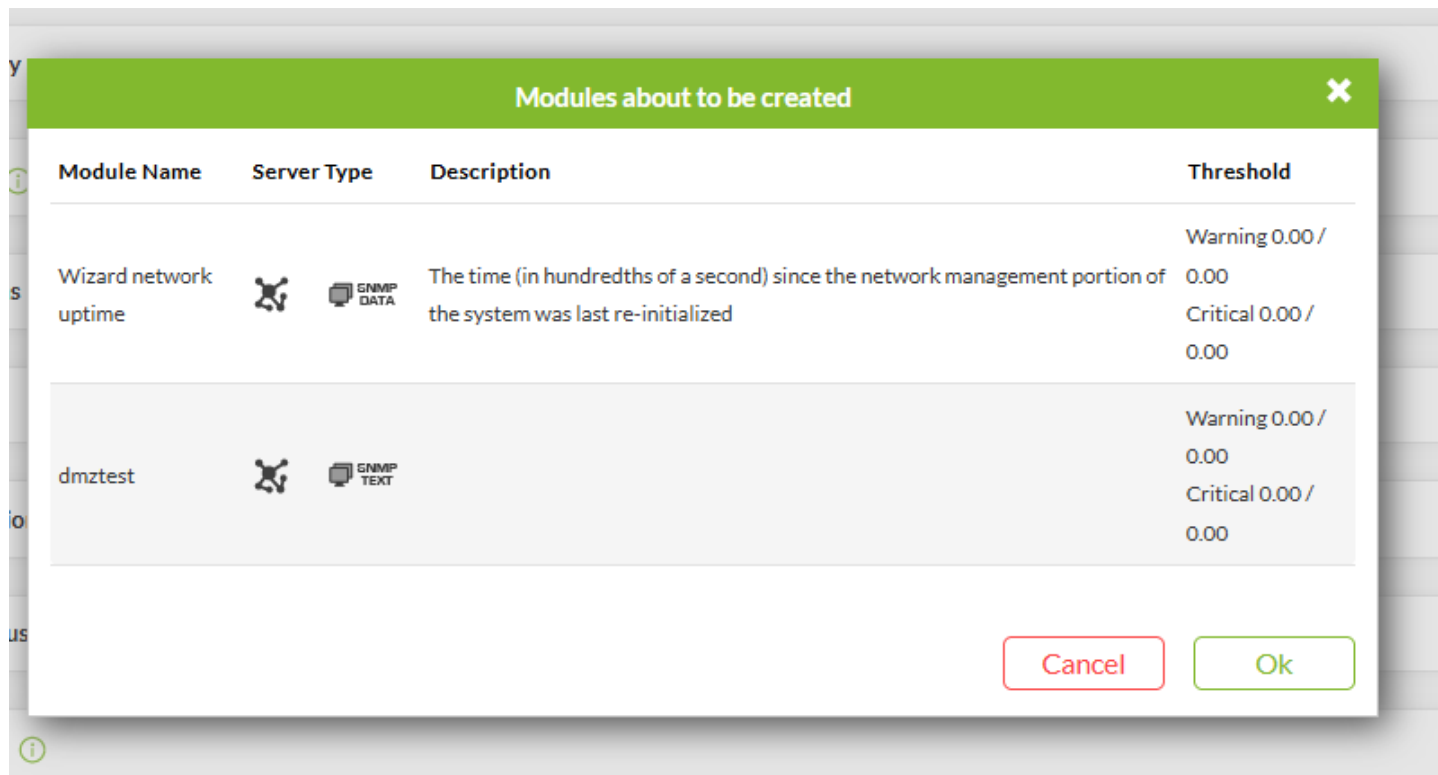 Modules about to be created
Module Name Server Type Description Threshold
Wizard network
uptime
SNMP
DATA
The time (in hundredths of a second) since the network management portion of
the system was last re-initialized
Warning 0.00 /
0.00
Critical 0.00 /
0.00
dmztest
SNMP
TEXT
Warning 0.00 /
0.00
Critical 0.00 /
0.00
Cancel Ok